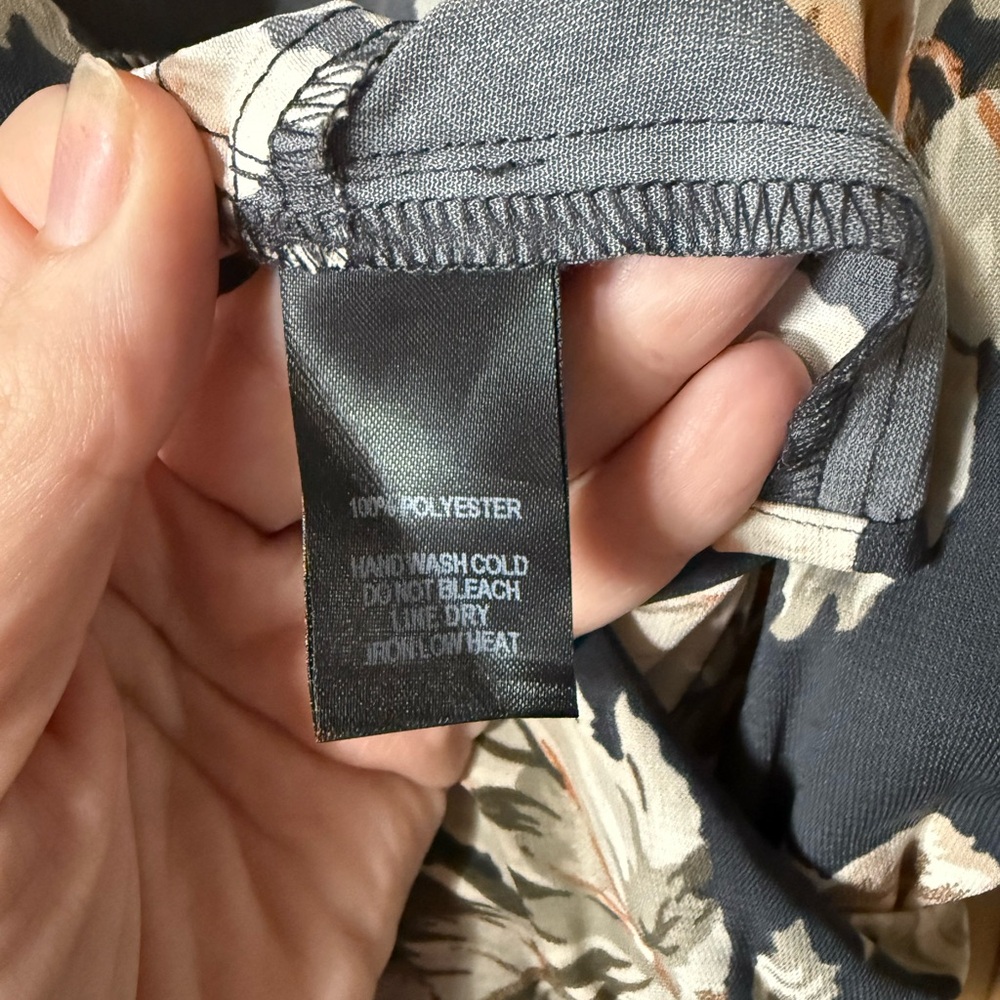 100% POLYESTER
HAND WASH COLD
DO NOT BLEACH
LINE DRY
IRON LOW HEAT